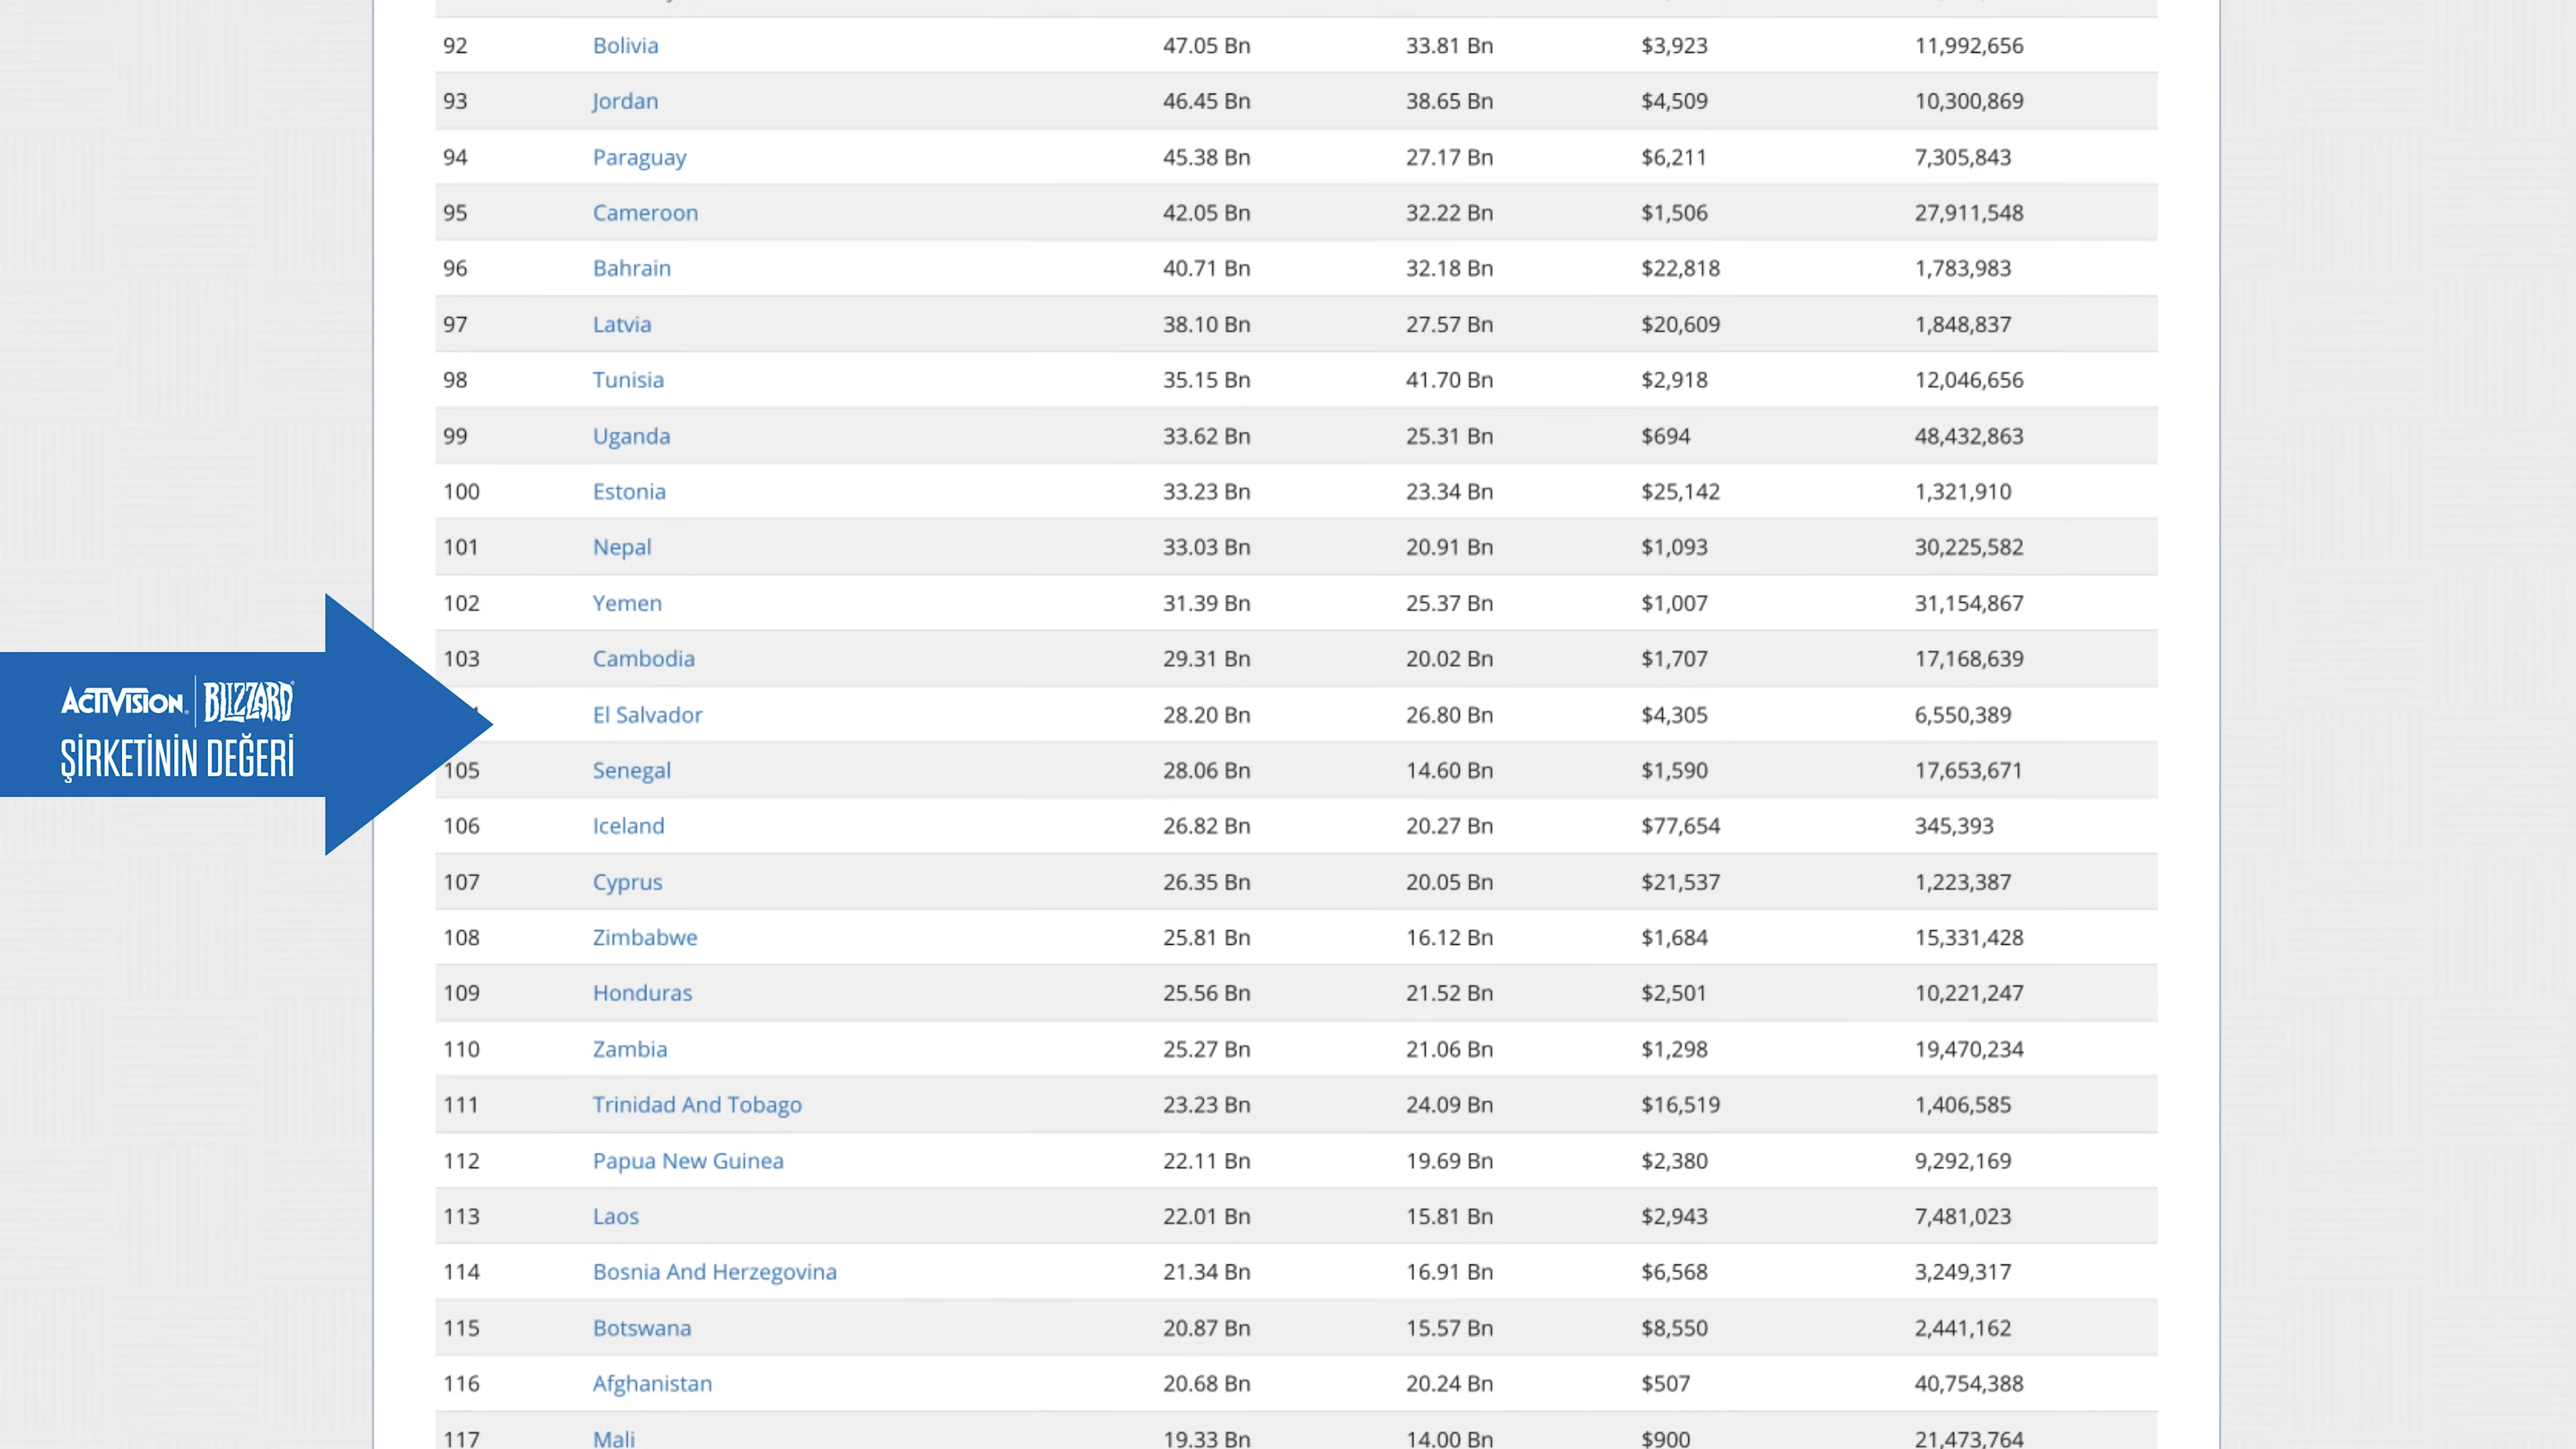 92 Bolivia 47.05 Bn 33.81 Bn $3,923 11,992,656
93 Jordan 46.45 Bn 38.65 Bn $4,509 10,300,869
94 Paraguay 45.38 Bn 27.17 Bn $6,211 7,305,843
95 Cameroon 42.05 Bn 32.22 Bn $1,506 27,911,548
96 Bahrain 40.71 Bn 32.18 Bn $22,818 1,783,983
97 Latvia 38.10 Bn 27.57 Bn $20,609 1,848,837
98 Tunisia 35.15 Bn 41.70 Bn $2,918 12,046,656
99 Uganda 33.62 Bn 25.31 Bn $694 48,432,863
100 Estonia 33.23 Bn 23.34 Bn $25,142 1,321,910
101 Nepal 33.03 Bn 20.91 Bn $1,093 30,225,582
102 Yemen 31.39 Bn 25.37 Bn $1,007 31,154,867
103 Cambodia 29.31 Bn 20.02 Bn $1,707 17,168,639
ACTIVISION | BLIZZARD
ŞİRKETİNİN DEĞERİ
El Salvador 28.20 Bn 26.80 Bn $4,305 6,550,389
105 Senegal 28.06 Bn 14.60 Bn $1,590 17,653,671
106 Iceland 26.82 Bn 20.27 Bn $77,654 345,393
107 Cyprus 26.35 Bn 20.05 Bn $21,537 1,223,387
108 Zimbabwe 25.81 Bn 16.12 Bn $1,684 15,331,428
109 Honduras 25.56 Bn 21.52 Bn $2,501 10,221,247
110 Zambia 25.27 Bn 21.06 Bn $1,298 19,470,234
111 Trinidad And Tobago 23.23 Bn 24.09 Bn $16,519 1,406,585
112 Papua New Guinea 22.11 Bn 19.69 Bn $2,380 9,292,169
113 Laos 22.01 Bn 15.81 Bn $2,943 7,481,023
114 Bosnia And Herzegovina 21.34 Bn 16.91 Bn $6,568 3,249,317
115 Botswana 20.87 Bn 15.57 Bn $8,550 2,441,162
116 Afghanistan 20.68 Bn 20.24 Bn $507 40,754,388
117 Mali 19.33 Bn 14.00 Bn $900 21,473,764